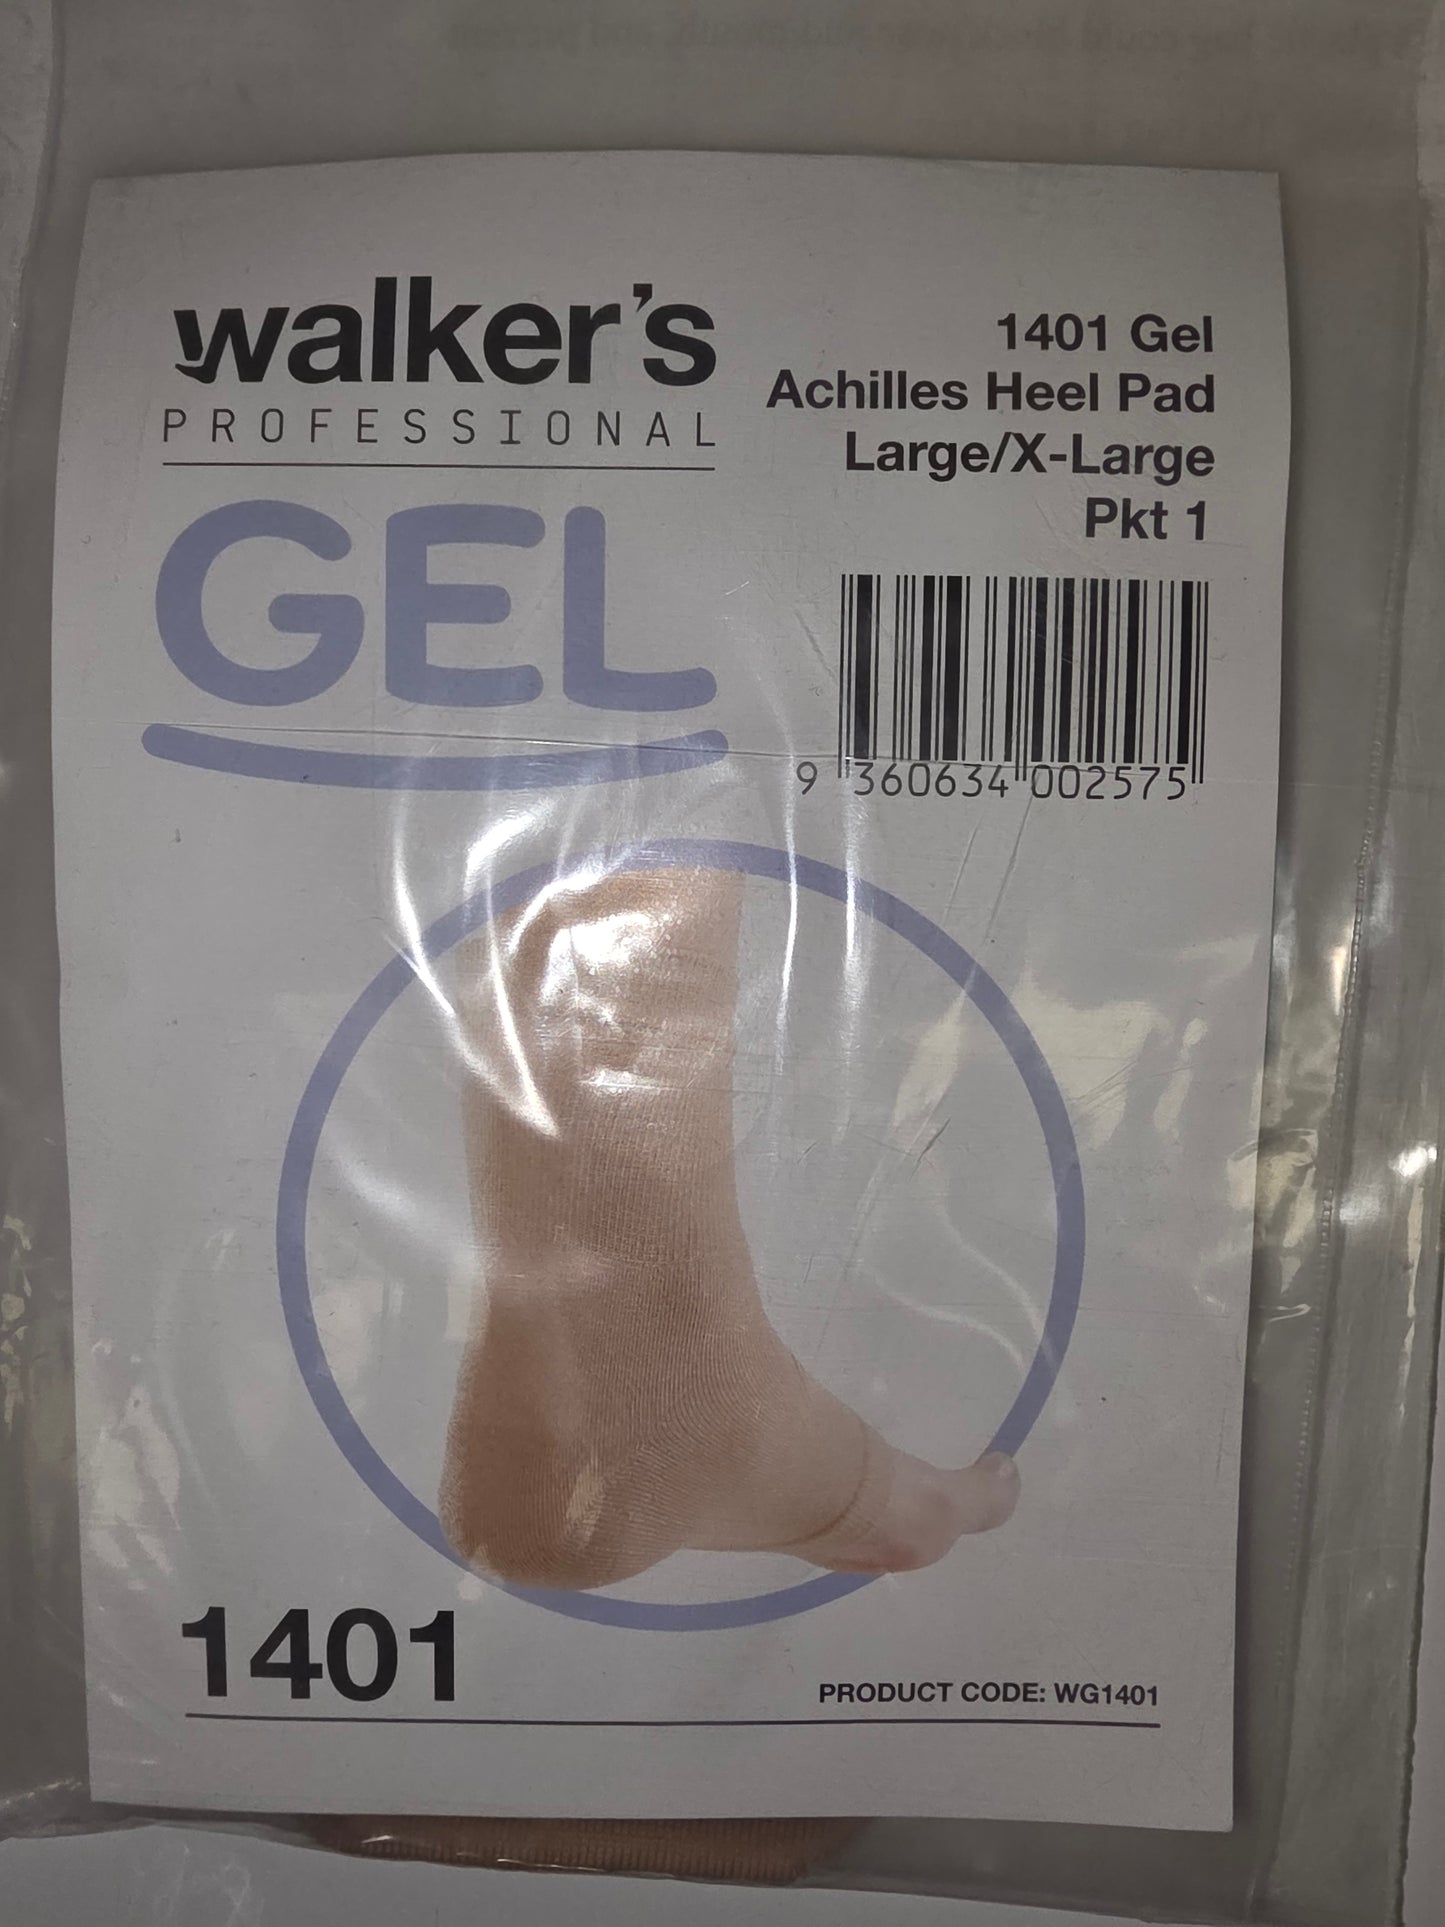 walker's
PROFESSIONAL
GEL
1401 Gel
Achilles Heel Pad
Large/X-Large
Pkt 1
9 360634 002575
1401
PRODUCT CODE: WG1401